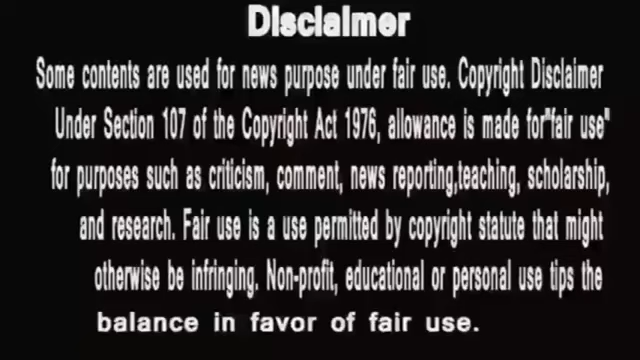 Disclaimer
Some contents are used for news purpose under fair use. Copyright Disclaimer
Under Section 107 of the Copyright Act 1976, allowance is made for"fair use"
for purposes such as criticism, comment, news reporting,teaching, scholarship,
and research. Fair use is a use permitted by copyright statute that might
otherwise be infringing. Non-profit, educational or personal use tips the
balance in favor of fair use.